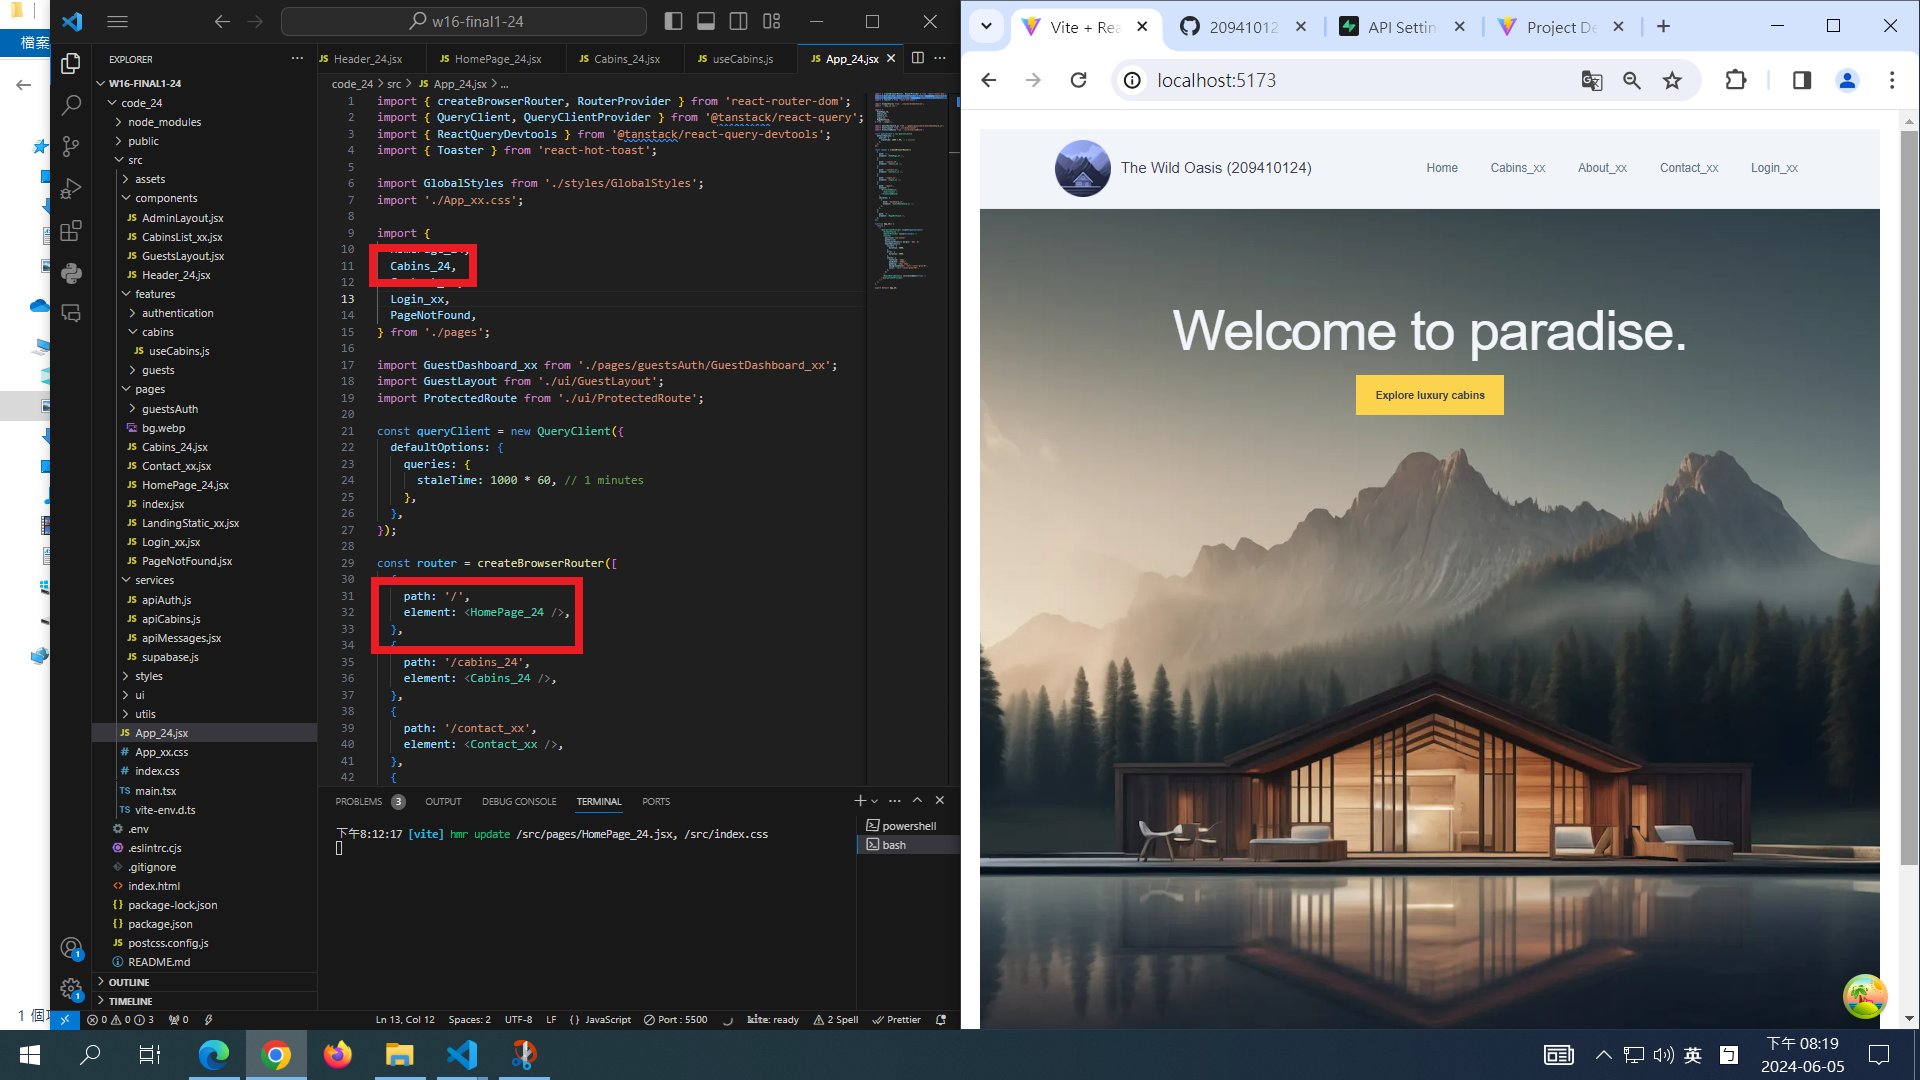 檔案
w16-final1-24
EXPLORER
W16-FINAL1-24
code_24
node_modules
public
src
assets
components
AdminLayout.jsx
CabinsList_xx.jsx
GuestsLayout.jsx
Header_24.jsx
features
authentication
cabins
useCabins.js
guests
pages
guestsAuth
bg.webp
Cabins_24.jsx
Contact_xx.jsx
HomePage_24.jsx
index.jsx
LandingStatic_xx.jsx
Login_xx.jsx
PageNotFound.jsx
services
apiAuth.js
apiCabins.js
apiMessages.jsx
supabase.js
styles
ui
utils
App_24.jsx
App_xx.css
index.css
main.tsx
vite-env.d.ts
.env
.eslintrc.cjs
.gitignore
index.html
package-lock.json
package.json
postcss.config.js
README.md
OUTLINE
TIMELINE
Header_24.jsx
HomePage_24.jsx
Cabins_24.jsx
useCabins.js
App_24.jsx
code_24 > src > JS App_24.jsx > ...
1 import { createBrowserRouter, RouterProvider } from 'react-router-dom';
2 import { QueryClient, QueryClientProvider } from '@tanstack/react-query';
3 import { ReactQueryDevtools } from '@tanstack/react-query-devtools';
4 import { Toaster } from 'react-hot-toast';
5
6 import GlobalStyles from './styles/GlobalStyles';
7 import './App_xx.css';
8
9 import {
10
11 Cabins_24,
12
13 Login_xx,
14 PageNotFound,
15 } from './pages';
16
17 import GuestDashboard_xx from './pages/guestsAuth/GuestDashboard_xx';
18 import GuestLayout from './ui/GuestLayout';
19 import ProtectedRoute from './ui/ProtectedRoute';
20
21 const queryClient = new QueryClient({
22 defaultOptions: {
23 queries: {
24 staleTime: 1000 * 60, // 1 minutes
25 },
26 },
27 });
28
29 const router = createBrowserRouter([
30 {
31 path: '/',
32 element: <HomePage_24 />,
33 },
34 {
35 path: '/cabins_24',
36 element: <Cabins_24 />,
37 },
38 {
39 path: '/contact_xx',
40 element: <Contact_xx />,
41 },
42 {
PROBLEMS 3 OUTPUT DEBUG CONSOLE TERMINAL PORTS
下午8:12:17 [vite] hmr update /src/pages/HomePage_24.jsx, /src/index.css
powershell
bash
1 個
0 0 3 0 Ln 13, Col 12 Spaces: 2 UTF-8 LF {} JavaScript Port : 5500 kite: ready 2 Spell Prettier
Vite + Rea
20941012
API Settin
Project De
localhost:5173
The Wild Oasis (209410124)
Home Cabins_xx About_xx Contact_xx Login_xx
Welcome to paradise.
Explore luxury cabins
英
ㄅ
下午 08:19
2024-06-05